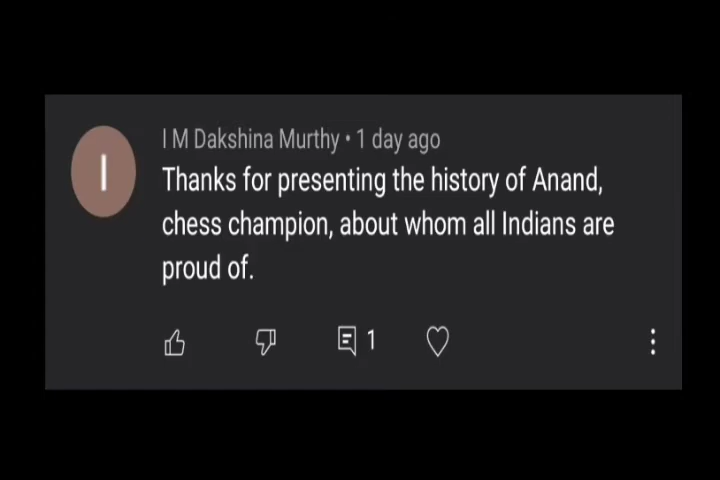 I
I M Dakshina Murthy • 1 day ago
Thanks for presenting the history of Anand,
chess champion, about whom all Indians are
proud of.
1